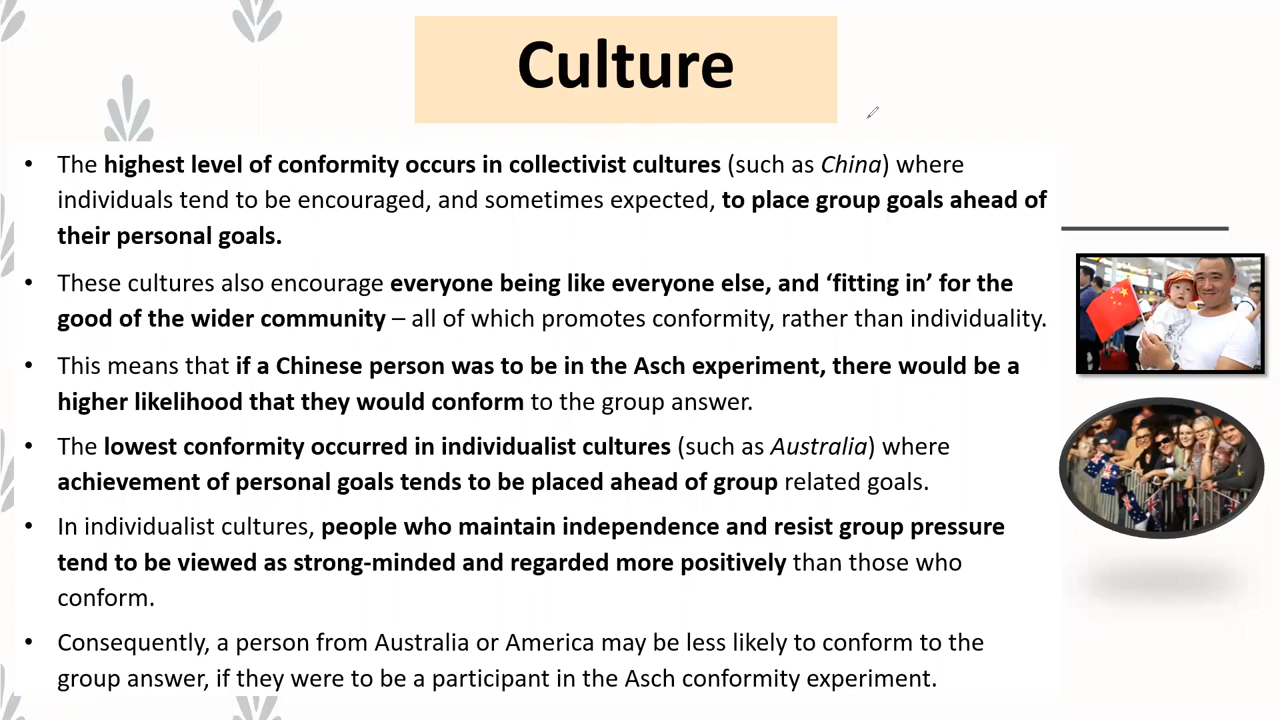 Culture
• The highest level of conformity occurs in collectivist cultures (such as China) where
individuals tend to be encouraged, and sometimes expected, to place group goals ahead of
their personal goals.
• These cultures also encourage everyone being like everyone else, and ‘fitting in’ for the
good of the wider community – all of which promotes conformity, rather than individuality.
• This means that if a Chinese person was to be in the Asch experiment, there would be a
higher likelihood that they would conform to the group answer.
• The lowest conformity occurred in individualist cultures (such as Australia) where
achievement of personal goals tends to be placed ahead of group related goals.
• In individualist cultures, people who maintain independence and resist group pressure
tend to be viewed as strong-minded and regarded more positively than those who
conform.
• Consequently, a person from Australia or America may be less likely to conform to the
group answer, if they were to be a participant in the Asch conformity experiment.